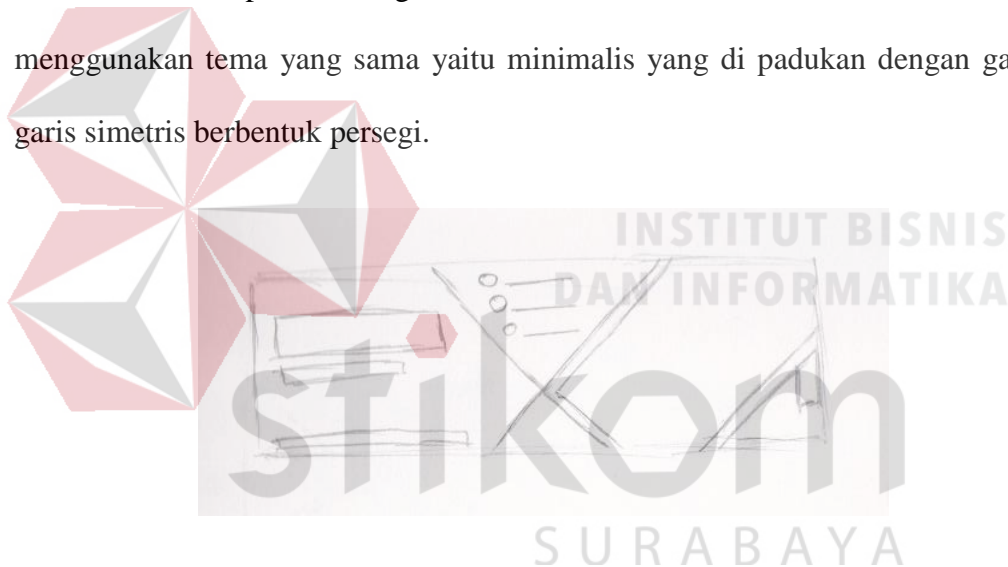 menggunakan tema yang sama yaitu minimalis yang di padukan dengan
garis simetris berbentuk persegi.
INSTITUT BISNIS
DAN INFORMATIKA
stikom
SURABAYA